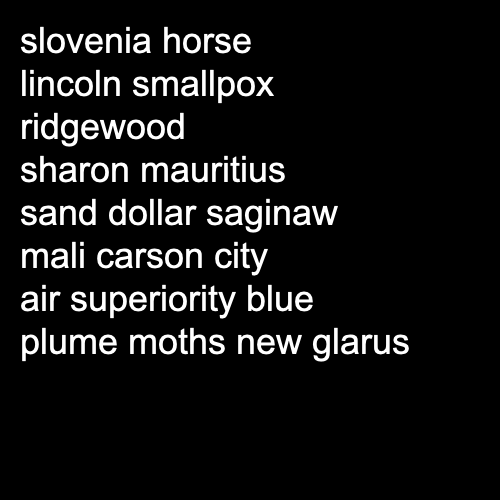 slovenia horse
lincoln smallpox
ridgewood
sharon mauritius
sand dollar saginaw
mali carson city
air superiority blue
plume moths new glarus